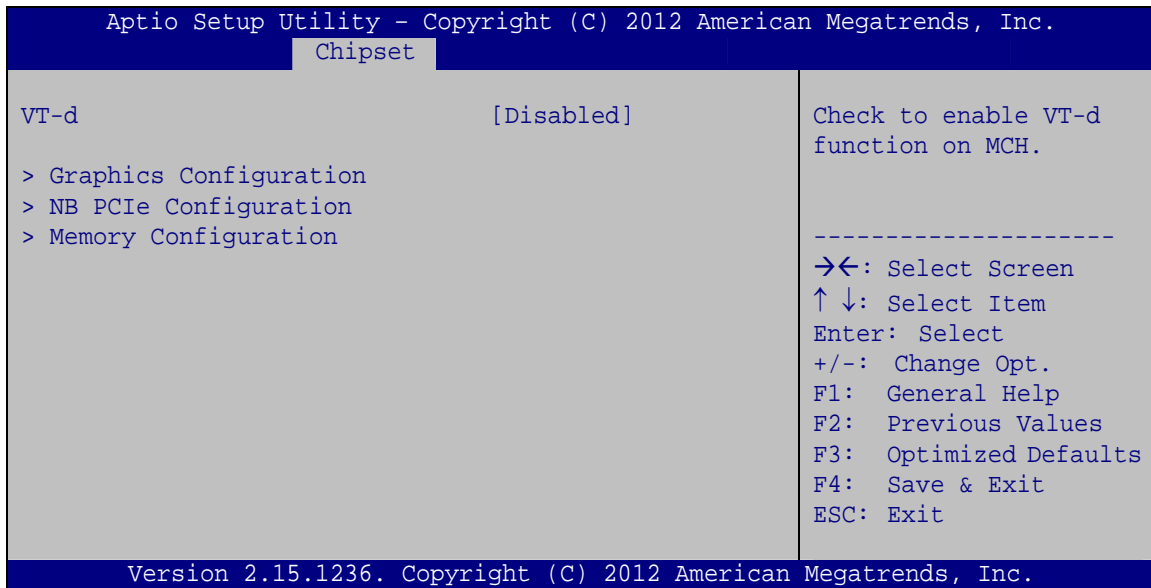 Aptio Setup Utility – Copyright (C) 2012 American Megatrends, Inc.
Chipset
VT-d [Disabled]
> Graphics Configuration
> NB PCIe Configuration
> Memory Configuration
Check to enable VT-d
function on MCH.
---------------------
→←: Select Screen
↑ ↓: Select Item
Enter: Select
+/-: Change Opt.
F1: General Help
F2: Previous Values
F3: Optimized Defaults
F4: Save & Exit
ESC: Exit
Version 2.15.1236. Copyright (C) 2012 American Megatrends, Inc.